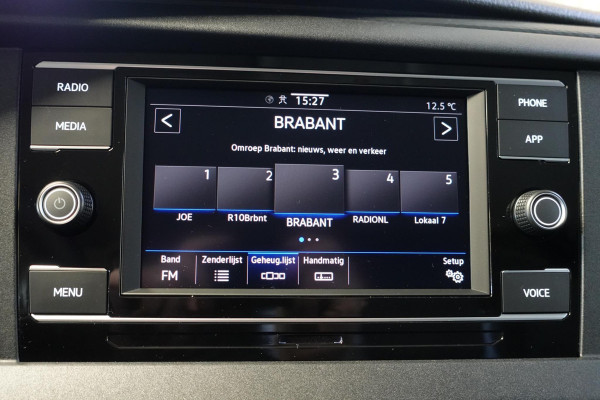 RADIO
MEDIA
MENU
15:27
12.5 °C
< BRABANT >
Omroep Brabant: nieuws, weer en verkeer
1 2 3 4 5
JOE R10Brbnt BRABANT RADIONL Lokaal 7
Band Zenderlijst Geheug.lijst Handmatig Setup
FM
PHONE
APP
VOICE